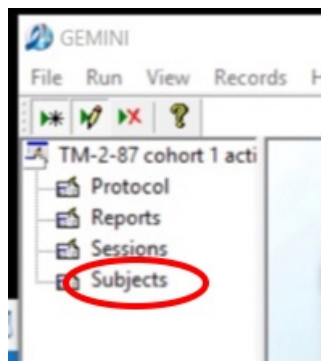 GEMINI
File Run View Records H
TM-2-87 cohort 1 acti
Protocol
Reports
Sessions
Subjects